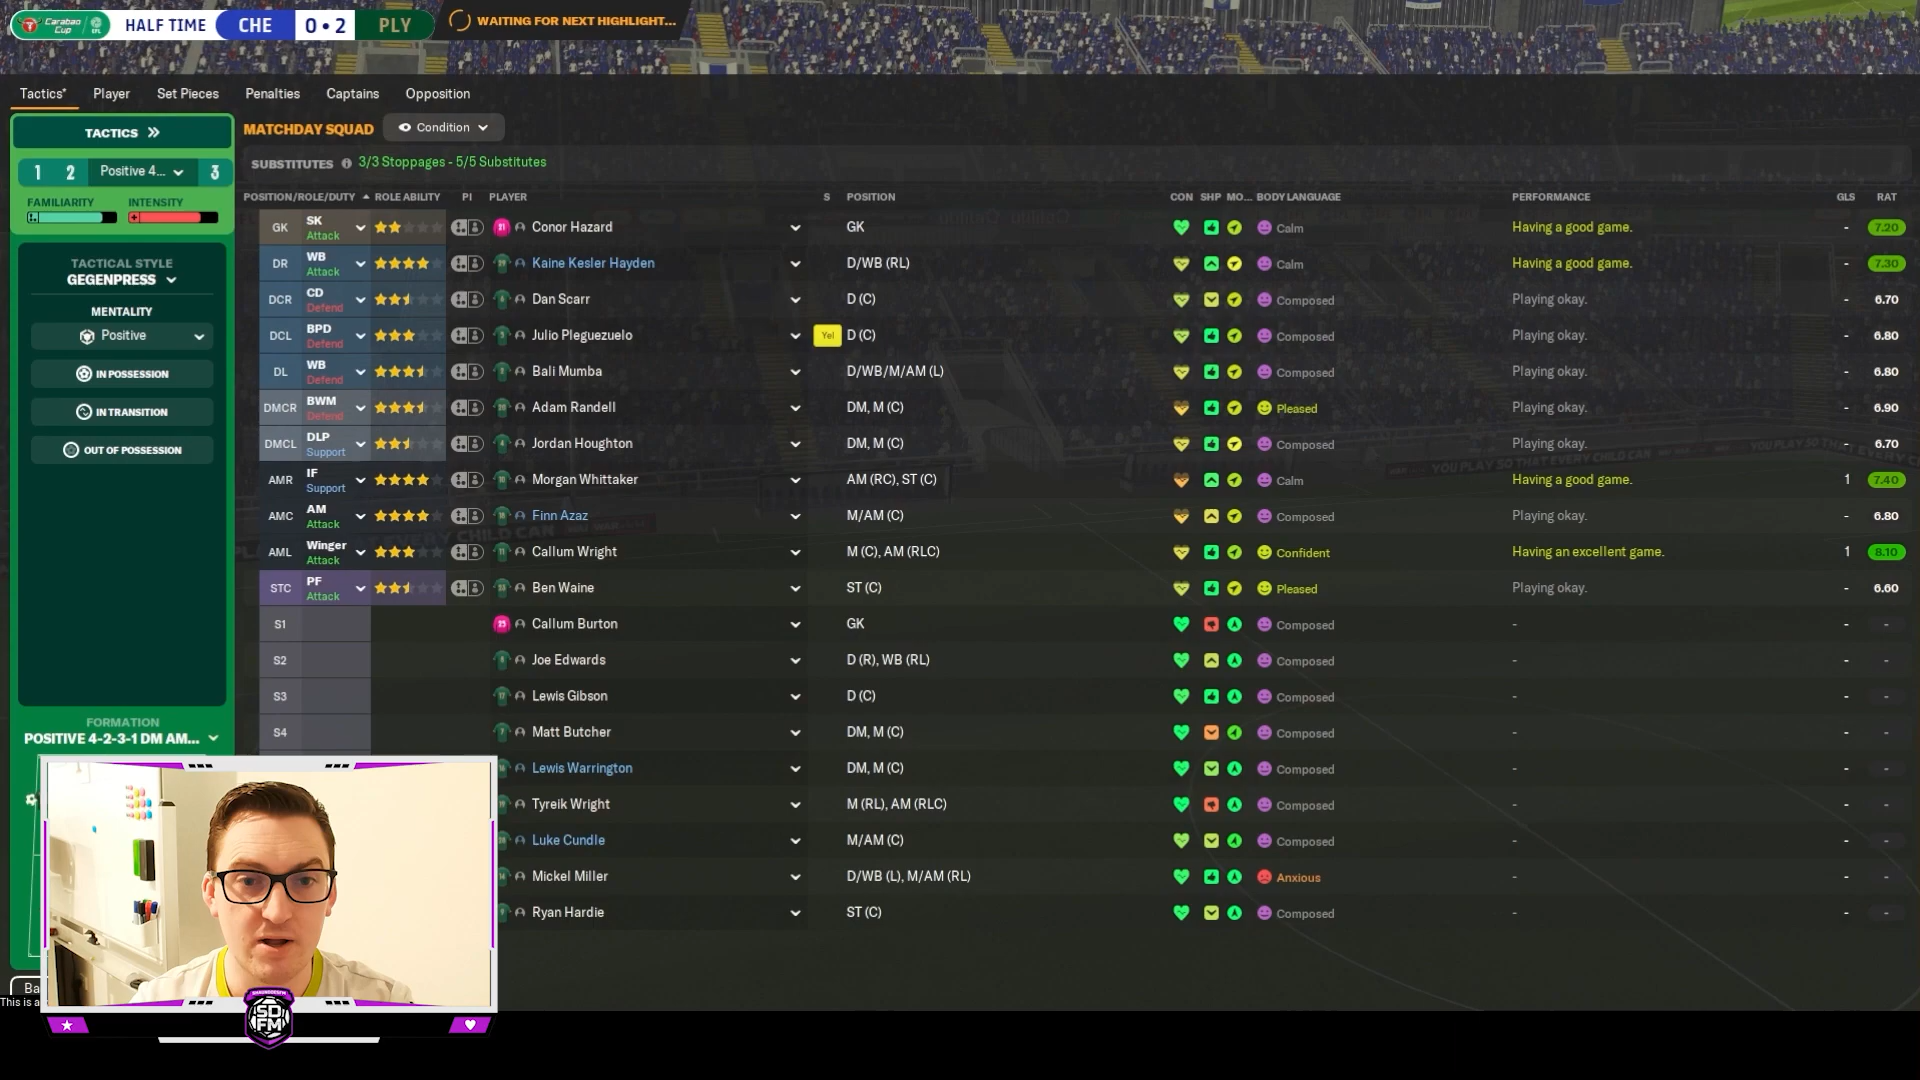 Carabao Cup EFL HALF TIME CHE 0 • 2 PLY WAITING FOR NEXT HIGHLIGHT...
Tactics* Player Set Pieces Penalties Captains Opposition
TACTICS
1 2 Positive 4... 3
FAMILIARITY INTENSITY
TACTICAL STYLE
GEGENPRESS
MENTALITY
Positive
IN POSSESSION
IN TRANSITION
OUT OF POSSESSION
FORMATION
POSITIVE 4-2-3-1 DM AM...
MATCHDAY SQUAD Condition
SUBSTITUTES 3/3 Stoppages - 5/5 Substitutes
POSITION/ROLE/DUTY ROLE ABILITY PI PLAYER S POSITION CON SHP MO... BODY LANGUAGE PERFORMANCE GLS RAT
GK SK Attack Conor Hazard GK Calm Having a good game. - 7.20
DR WB Attack Kaine Kesler Hayden D/WB (RL) Calm Having a good game. - 7.30
DCR CD Defend Dan Scarr D (C) Composed Playing okay. - 6.70
DCL BPD Defend Julio Pleguezuelo Yel D (C) Composed Playing okay. - 6.80
DL WB Defend Bali Mumba D/WB/M/AM (L) Composed Playing okay. - 6.80
DMCR BWM Defend Adam Randell DM, M (C) Pleased Playing okay. - 6.90
DMCL DLP Support Jordan Houghton DM, M (C) Composed Playing okay. - 6.70
AMR IF Support Morgan Whittaker AM (RC), ST (C) Calm Having a good game. 1 7.40
AMC AM Attack Finn Azaz M/AM (C) Composed Playing okay. - 6.80
AML Winger Attack Callum Wright M (C), AM (RLC) Confident Having an excellent game. 1 8.10
STC PF Attack Ben Waine ST (C) Pleased Playing okay. - 6.60
S1 Callum Burton GK Composed - - -
S2 Joe Edwards D (R), WB (RL) Composed - - -
S3 Lewis Gibson D (C) Composed - - -
S4 Matt Butcher DM, M (C) Composed - - -
Lewis Warrington DM, M (C) Composed - - -
Tyreik Wright M (RL), AM (RLC) Composed - - -
Luke Cundle M/AM (C) Composed - - -
Mickel Miller D/WB (L), M/AM (RL) Anxious - - -
Ryan Hardie ST (C) Composed - - -
Ba
This is a
SD
FM